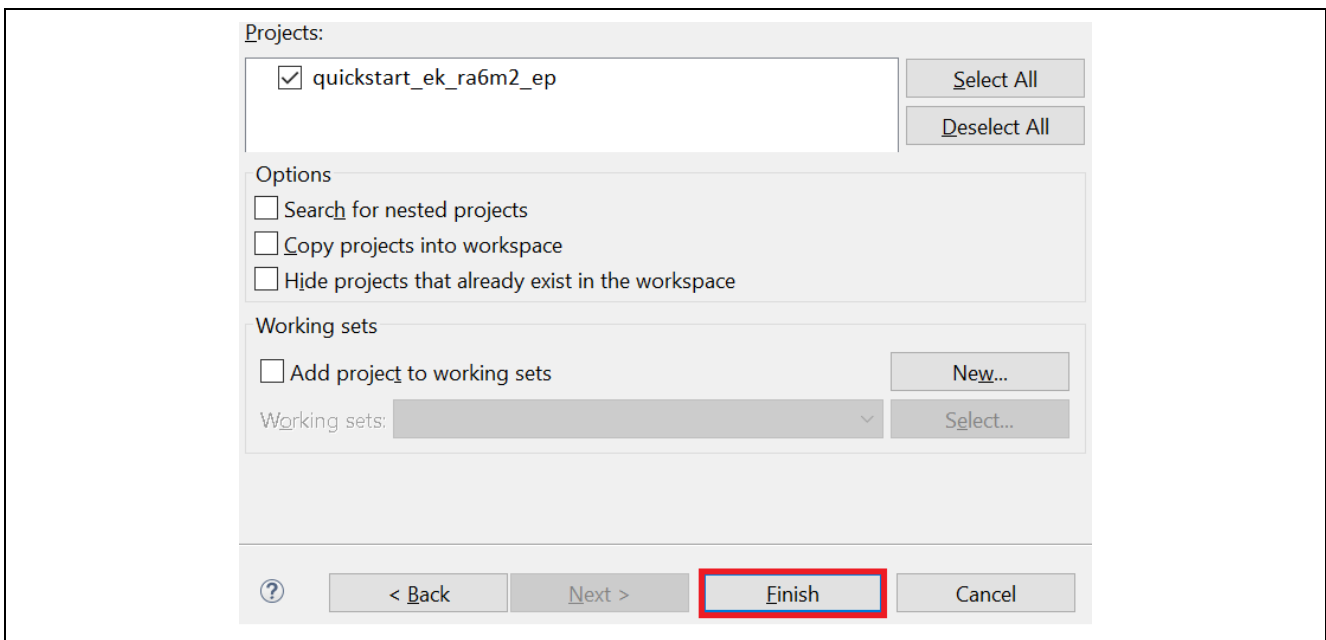 Projects:
quickstart_ek_ra6m2_ep
Select All
Deselect All
Options
Search for nested projects
Copy projects into workspace
Hide projects that already exist in the workspace
Working sets
Add project to working sets
New...
Working sets:
Select...
?
< Back
Next >
Finish
Cancel